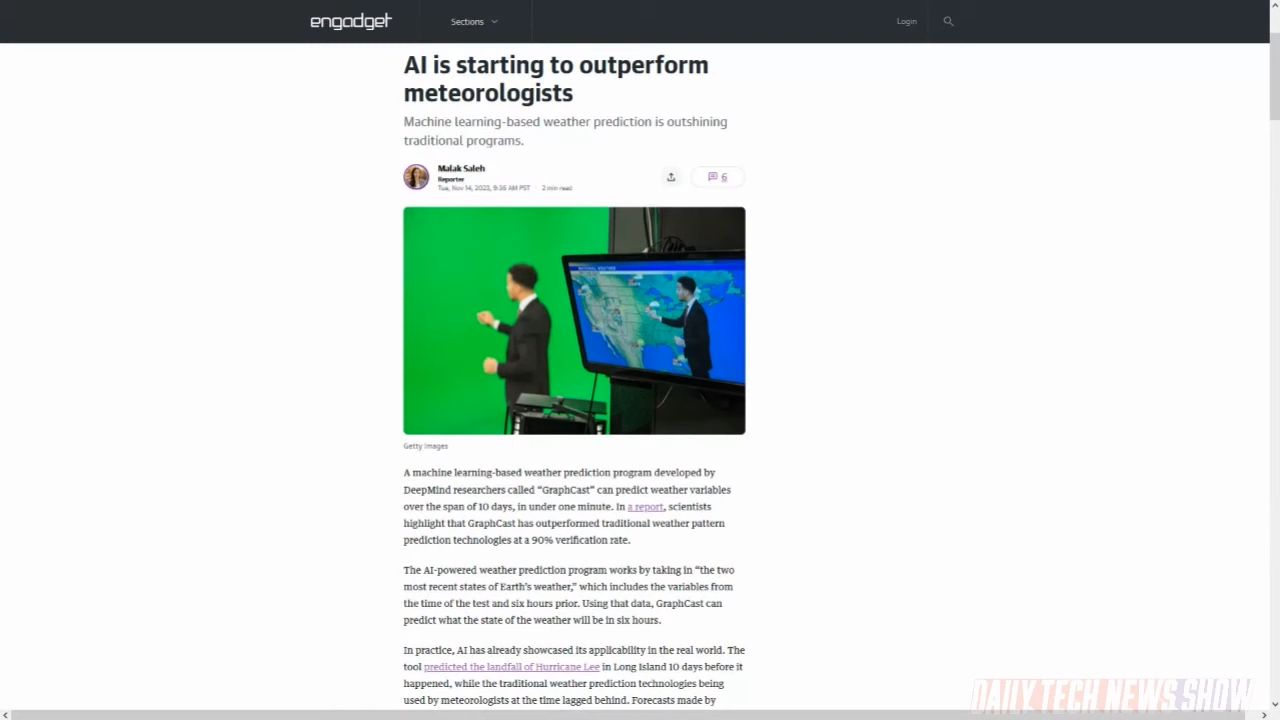 engadget
Sections
Login
AI is starting to outperform
meteorologists
Machine learning-based weather prediction is outshining
traditional programs.
Malak Saleh
Reporter
Tue, Nov 14, 2023, 9:36 AM PST · 2 min read
6
NATIONAL WEATHER
Getty Images
A machine learning-based weather prediction program developed by
DeepMind researchers called “GraphCast” can predict weather variables
over the span of 10 days, in under one minute. In a report, scientists
highlight that GraphCast has outperformed traditional weather pattern
prediction technologies at a 90% verification rate.
The AI-powered weather prediction program works by taking in “the two
most recent states of Earth’s weather,” which includes the variables from
the time of the test and six hours prior. Using that data, GraphCast can
predict what the state of the weather will be in six hours.
In practice, AI has already showcased its applicability in the real world. The
tool predicted the landfall of Hurricane Lee in Long Island 10 days before it
happened, while the traditional weather prediction technologies being
used by meteorologists at the time lagged behind. Forecasts made by
DAILY TECH NEWS SHOW